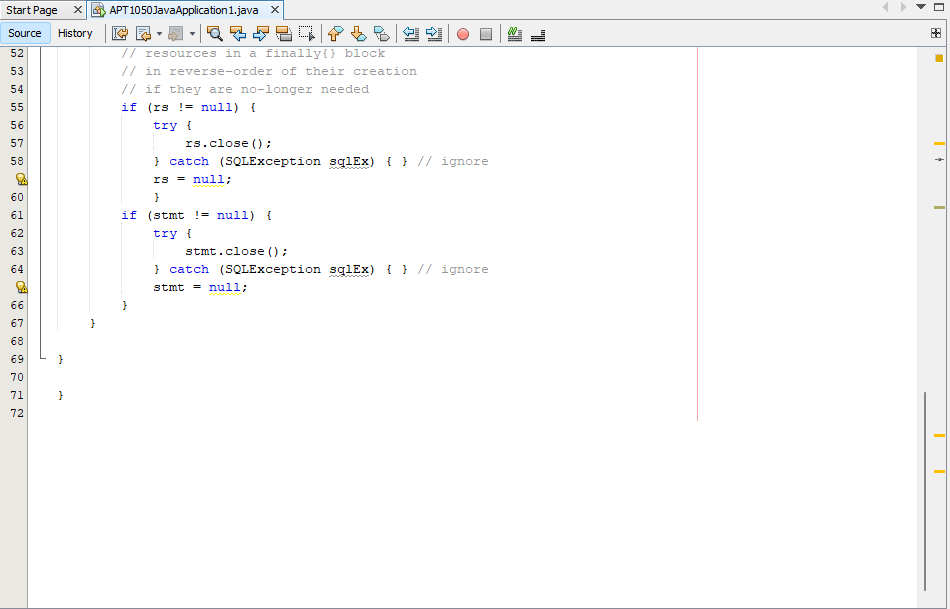 Start Page
APT1050JavaApplication1.java
Source History
52 // resources in a finally{} block
53 // in reverse-order of their creation
54 // if they are no-longer needed
55 if (rs != null) {
56 try {
57 rs.close();
58 } catch (SQLException sqlEx) { } // ignore
rs = null;
60 }
61 if (stmt != null) {
62 try {
63 stmt.close();
64 } catch (SQLException sqlEx) { } // ignore
stmt = null;
66 }
67 }
68
69 }
70
71 }
72